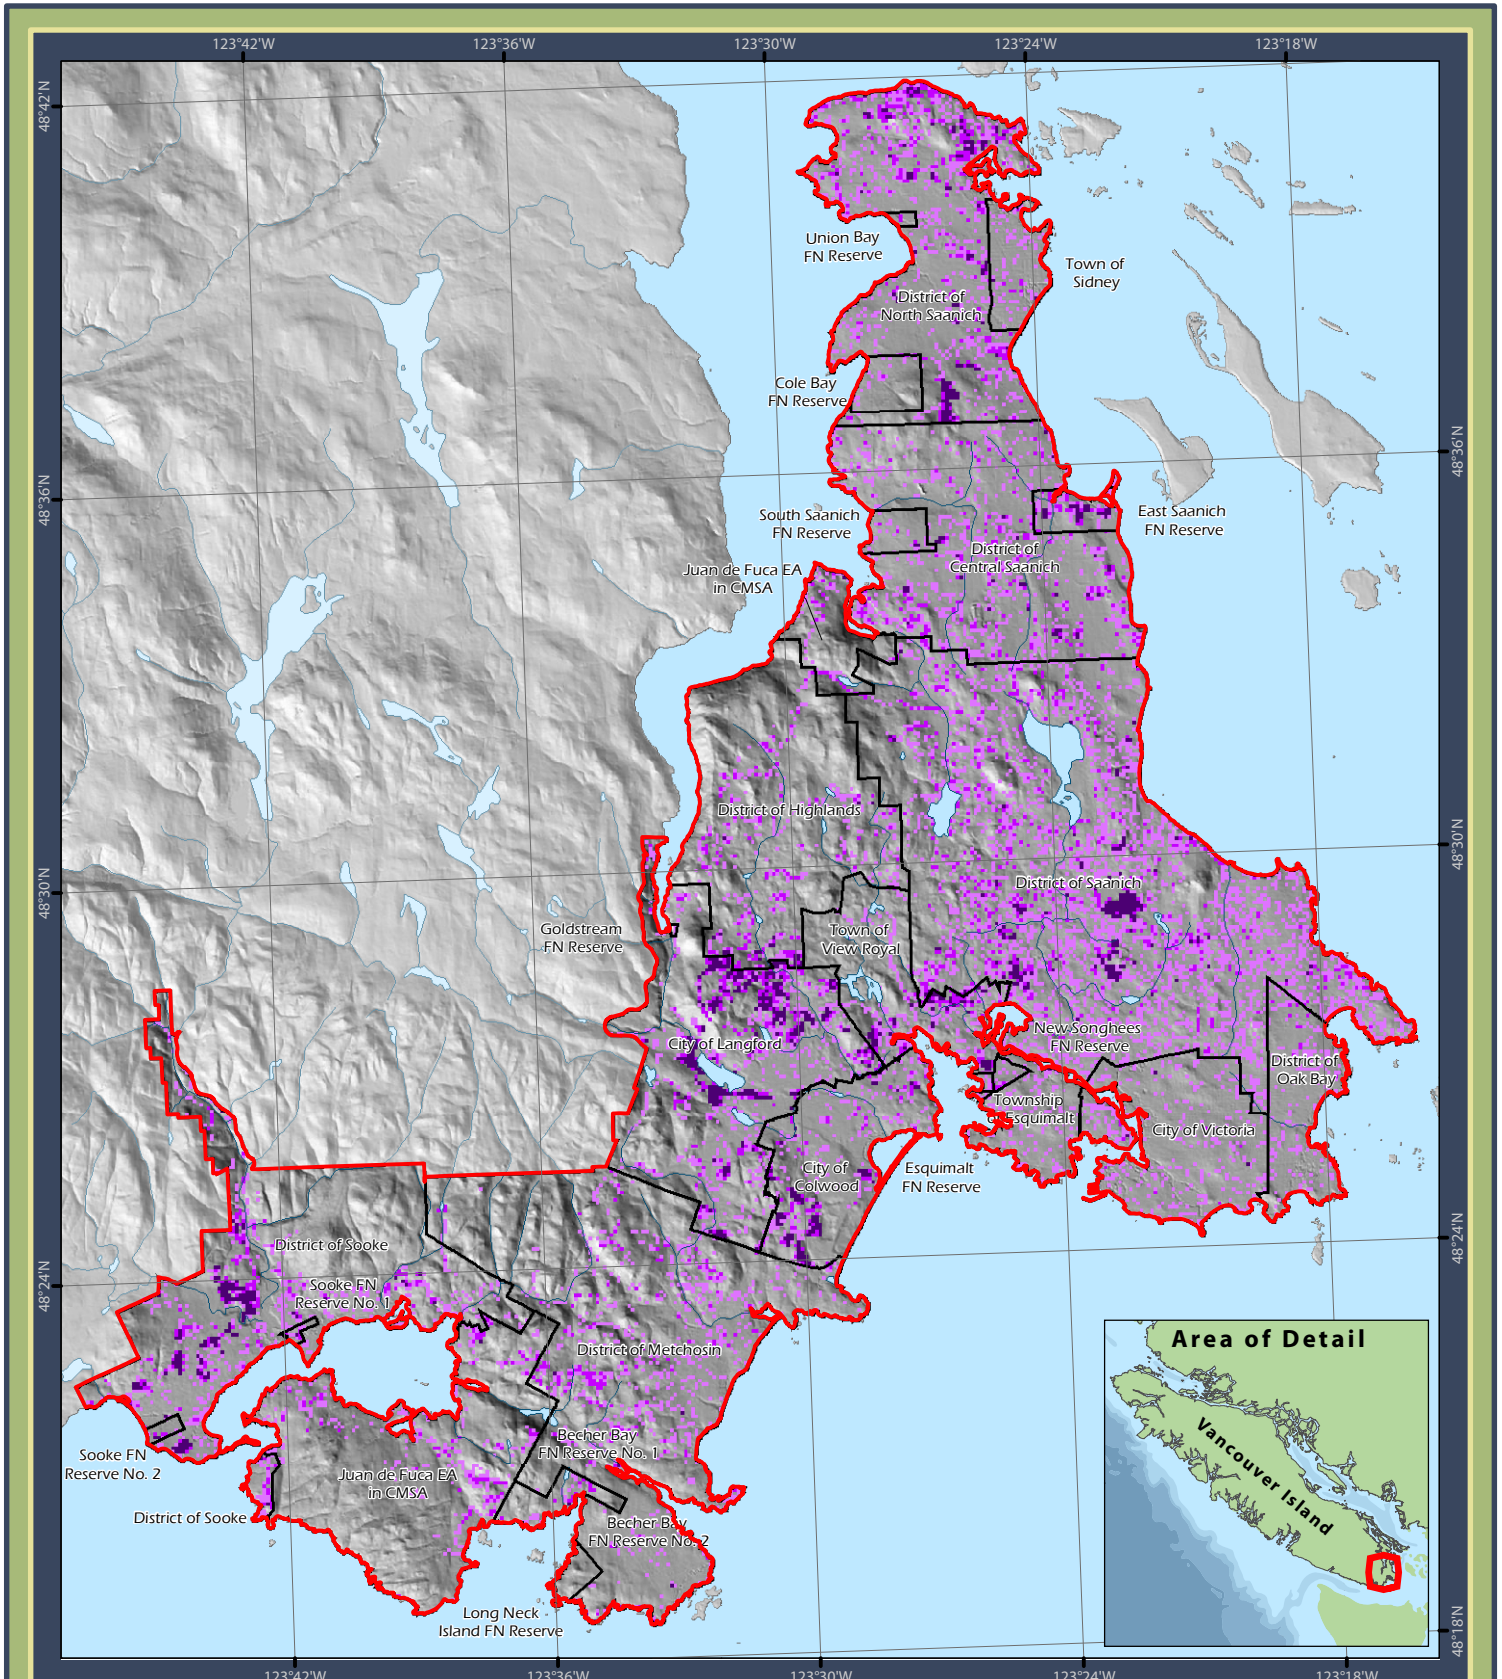 123°42'W
123°36'W
123°30'W
123°24'W
123°18'W
48°42'N
Union Bay
FN Reserve
Town of
Sidney
District of
North Saanich
Cole Bay
FN Reserve
48°36'N
48°36'N
South Saanich
FN Reserve
East Saanich
FN Reserve
District of
Central Saanich
Juan de Fuca EA
in CMSA
District of Highlands
48°30'N
48°30'N
District of Saanich
Goldstream
FN Reserve
Town of
View Royal
New Songhees
FN Reserve
City of Langford
District of
Oak Bay
Township
of Esquimalt
City of Victoria
City of
Colwood
Esquimalt
FN Reserve
48°24'N
District of Sooke
48°24'N
Sooke FN
Reserve No. 1
District of Metchosin
Area of Detail
Vancouver Island
Becher Bay
FN Reserve No. 1
Sooke FN
Reserve No. 2
Juan de Fuca EA
in CMSA
District of Sooke
Becher Bay
FN Reserve No. 2
Long Neck
Island FN Reserve
48°18'N
123°42'W
123°36'W
123°30'W
123°24'W
123°18'W